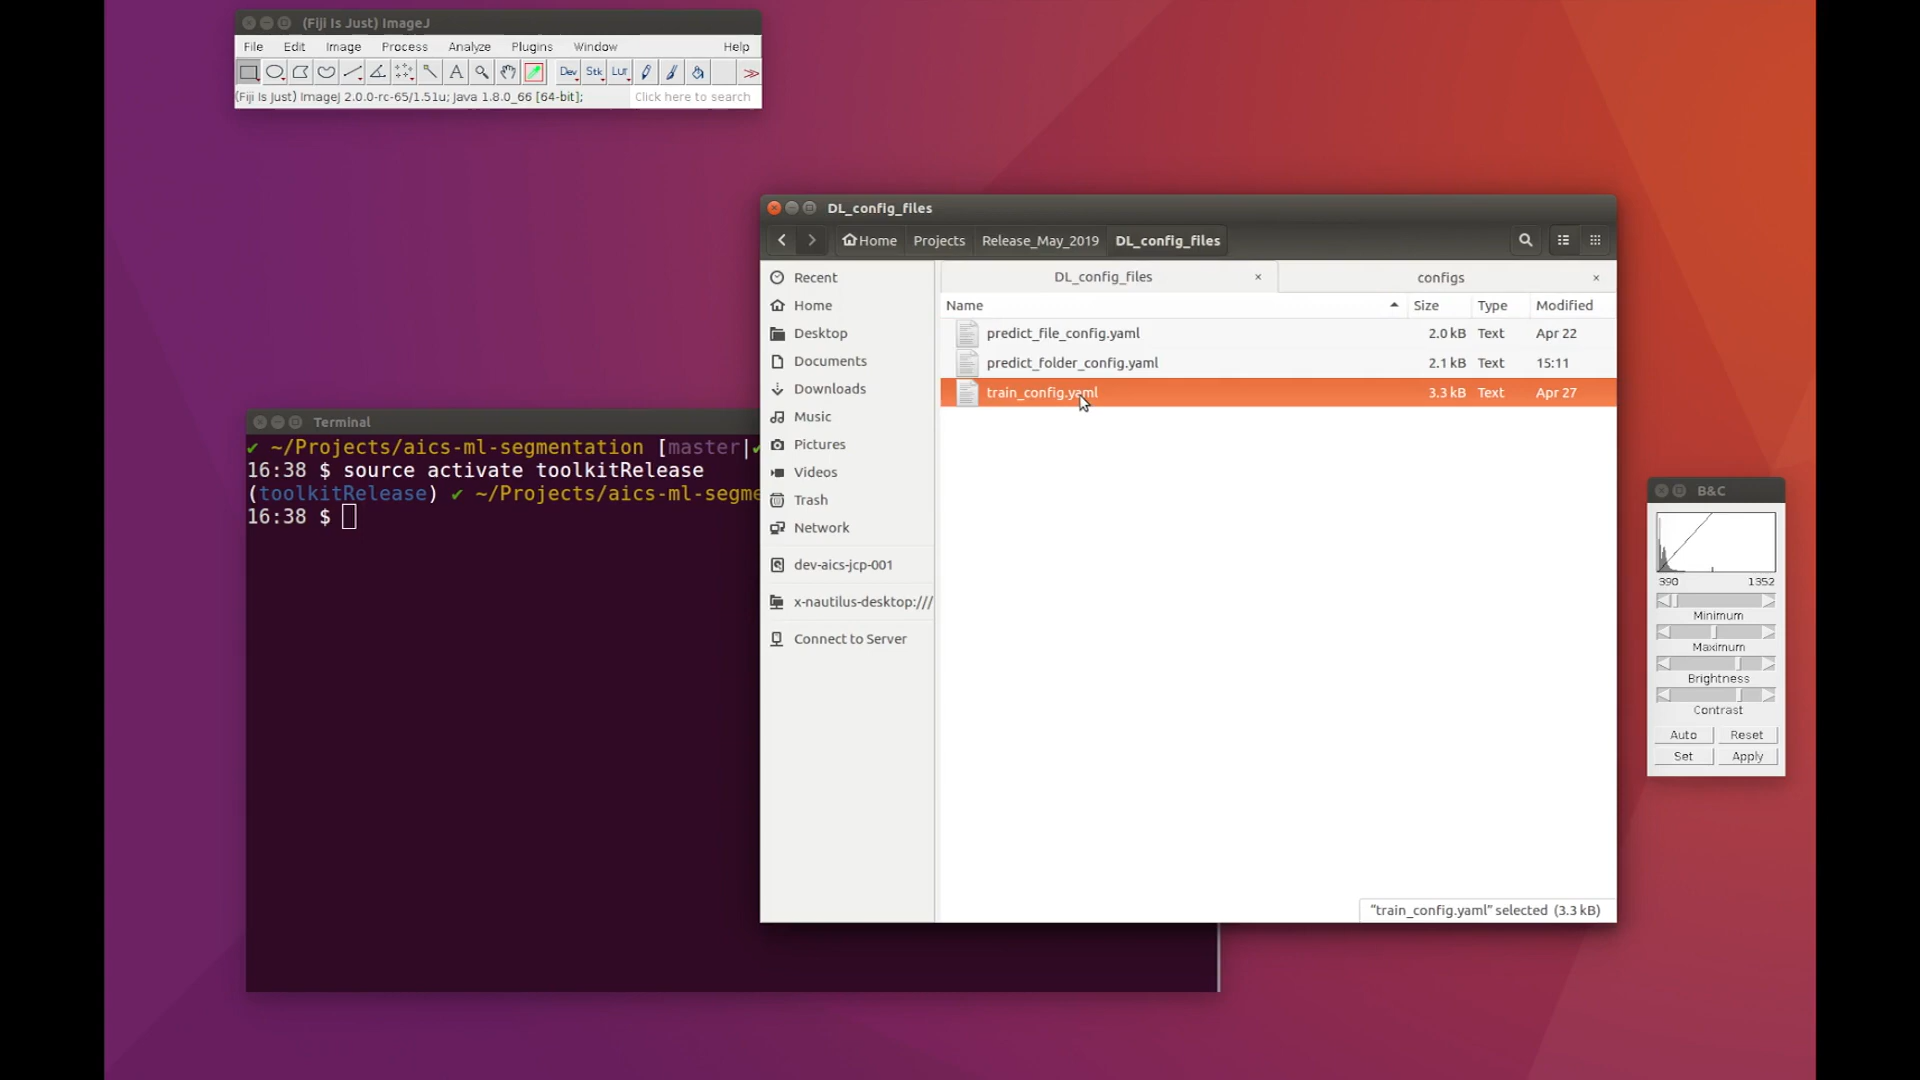 (Fiji Is Just) ImageJ
File Edit Image Process Analyze Plugins Window Help
Dev Stk Lut
(Fiji Is Just) ImageJ 2.0.0-rc-65/1.51u; Java 1.8.0_66 [64-bit]; Click here to search
DL_config_files
Home Projects Release_May_2019 DL_config_files
DL_config_files configs
Name Size Type Modified
predict_file_config.yaml 2.0 kB Text Apr 22
predict_folder_config.yaml 2.1 kB Text 15:11
train_config.yaml 3.3 kB Text Apr 27
Recent
Home
Desktop
Documents
Downloads
Music
Pictures
Videos
Trash
Network
dev-aics-jcp-001
x-nautilus-desktop:///
Connect to Server
"train_config.yaml" selected (3.3 kB)
Terminal
✔ ~/Projects/aics-ml-segmentation [master|✔
16:38 $ source activate toolkitRelease
(toolkitRelease) ✔ ~/Projects/aics-ml-segme
16:38 $
B&C
390 1352
Minimum
Maximum
Brightness
Contrast
Auto Reset
Set Apply